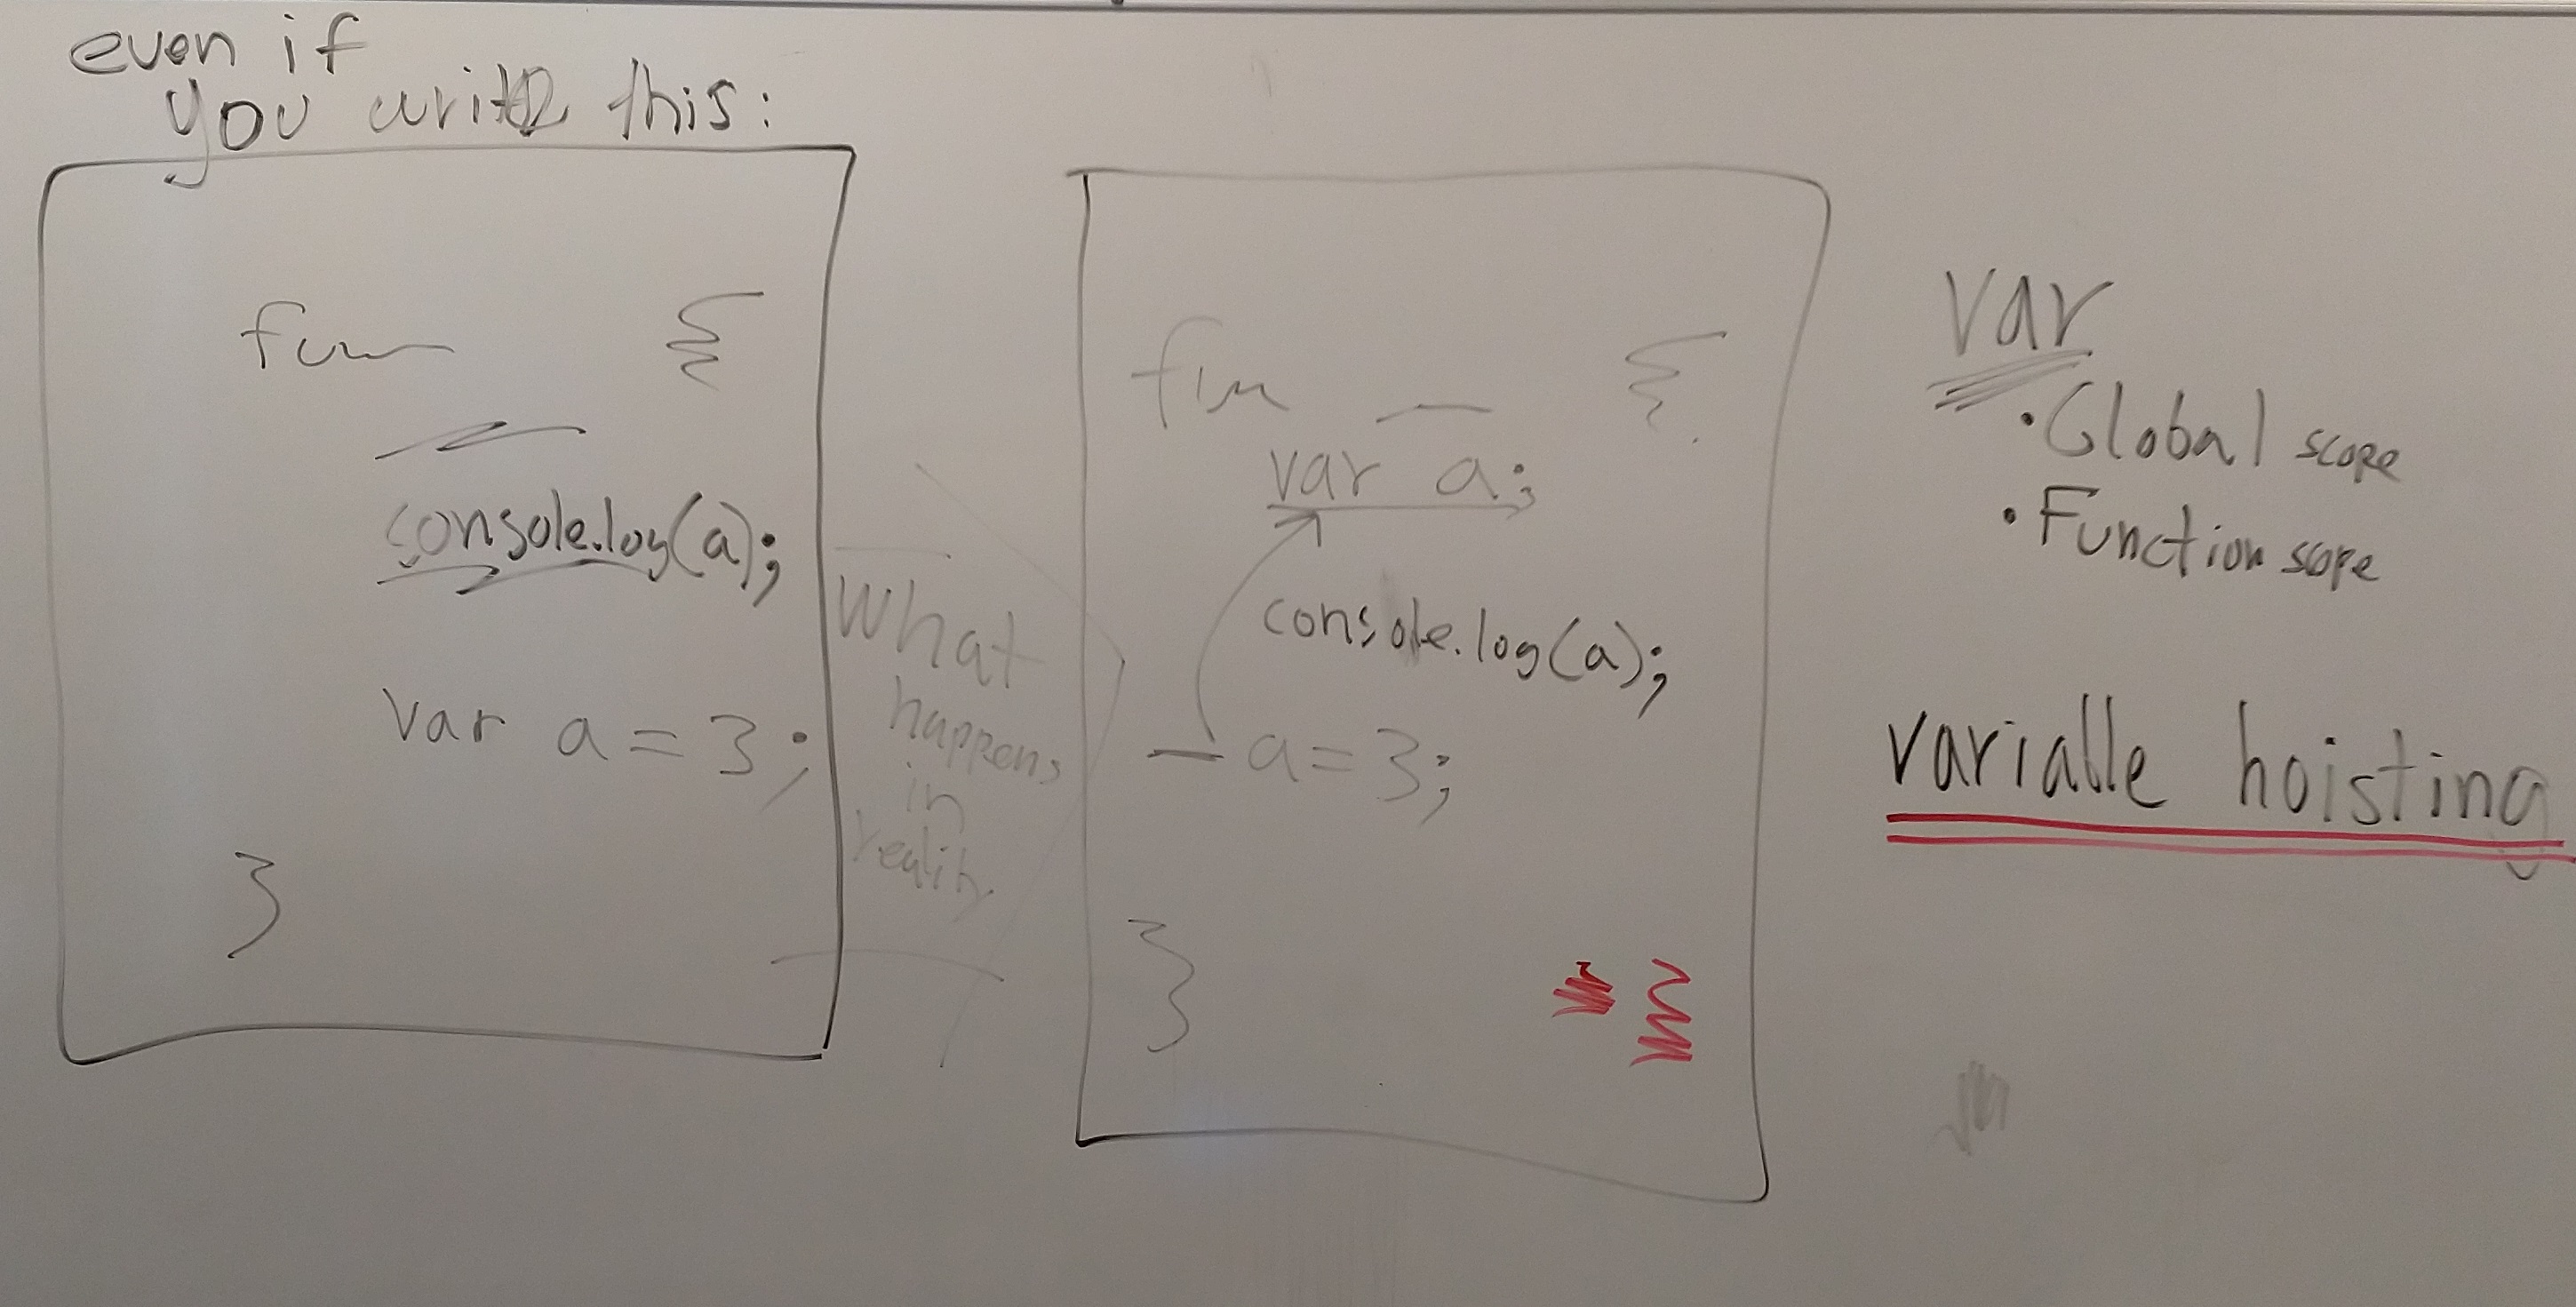 even if
you write this:
fun {
console.log(a);
var a = 3;
}
What
happens
in
reality
fun {
var a;
console.log(a);
a = 3;
}
var
• Global scope
• Function scope
variable hoisting